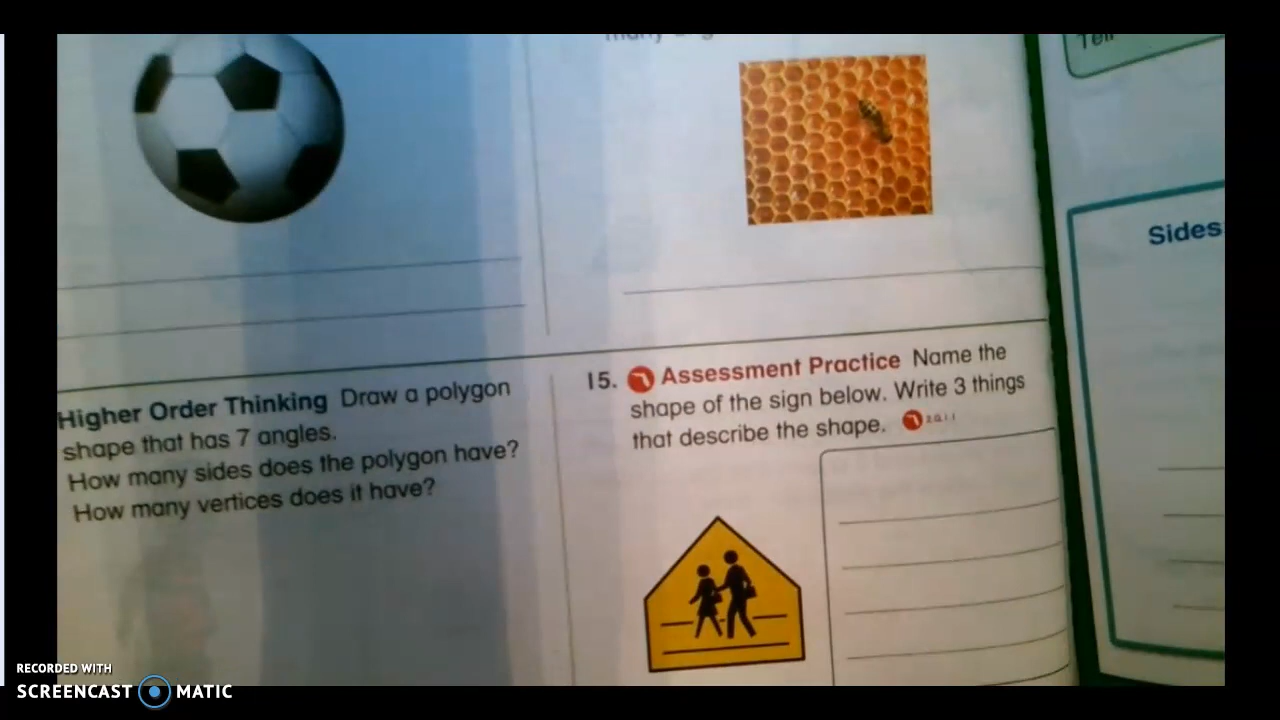 many
Tell
Sides
Higher Order Thinking Draw a polygon
shape that has 7 angles.
How many sides does the polygon have?
How many vertices does it have?
15. Assessment Practice Name the
shape of the sign below. Write 3 things
that describe the shape.
RECORDED WITH
SCREENCAST MATIC